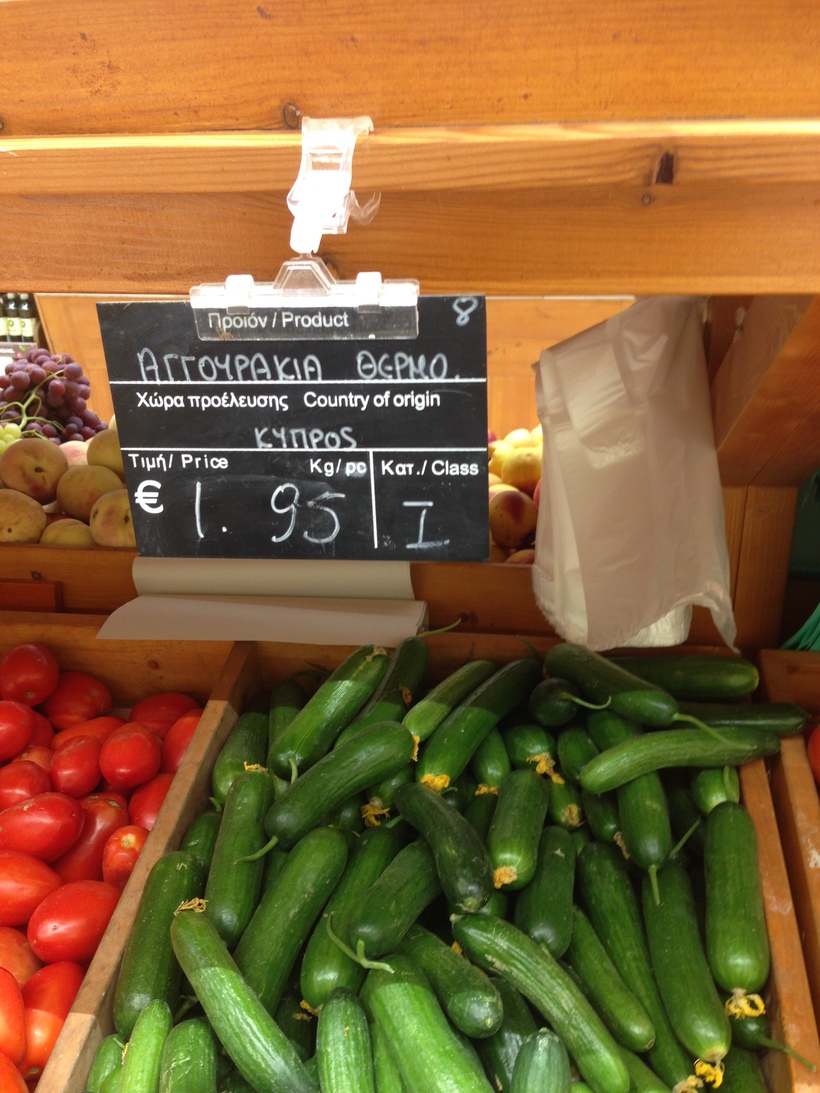 8
Προϊόν / Product
ΑΓΓΟΥΡΑΚΙΑ ΘΕΡΜΟ.
Χώρα προέλευσης Country of origin
ΚΥΠΡΟΣ
Τιμή/ Price Kg/pc Κατ./ Class
€ 1. 95 I